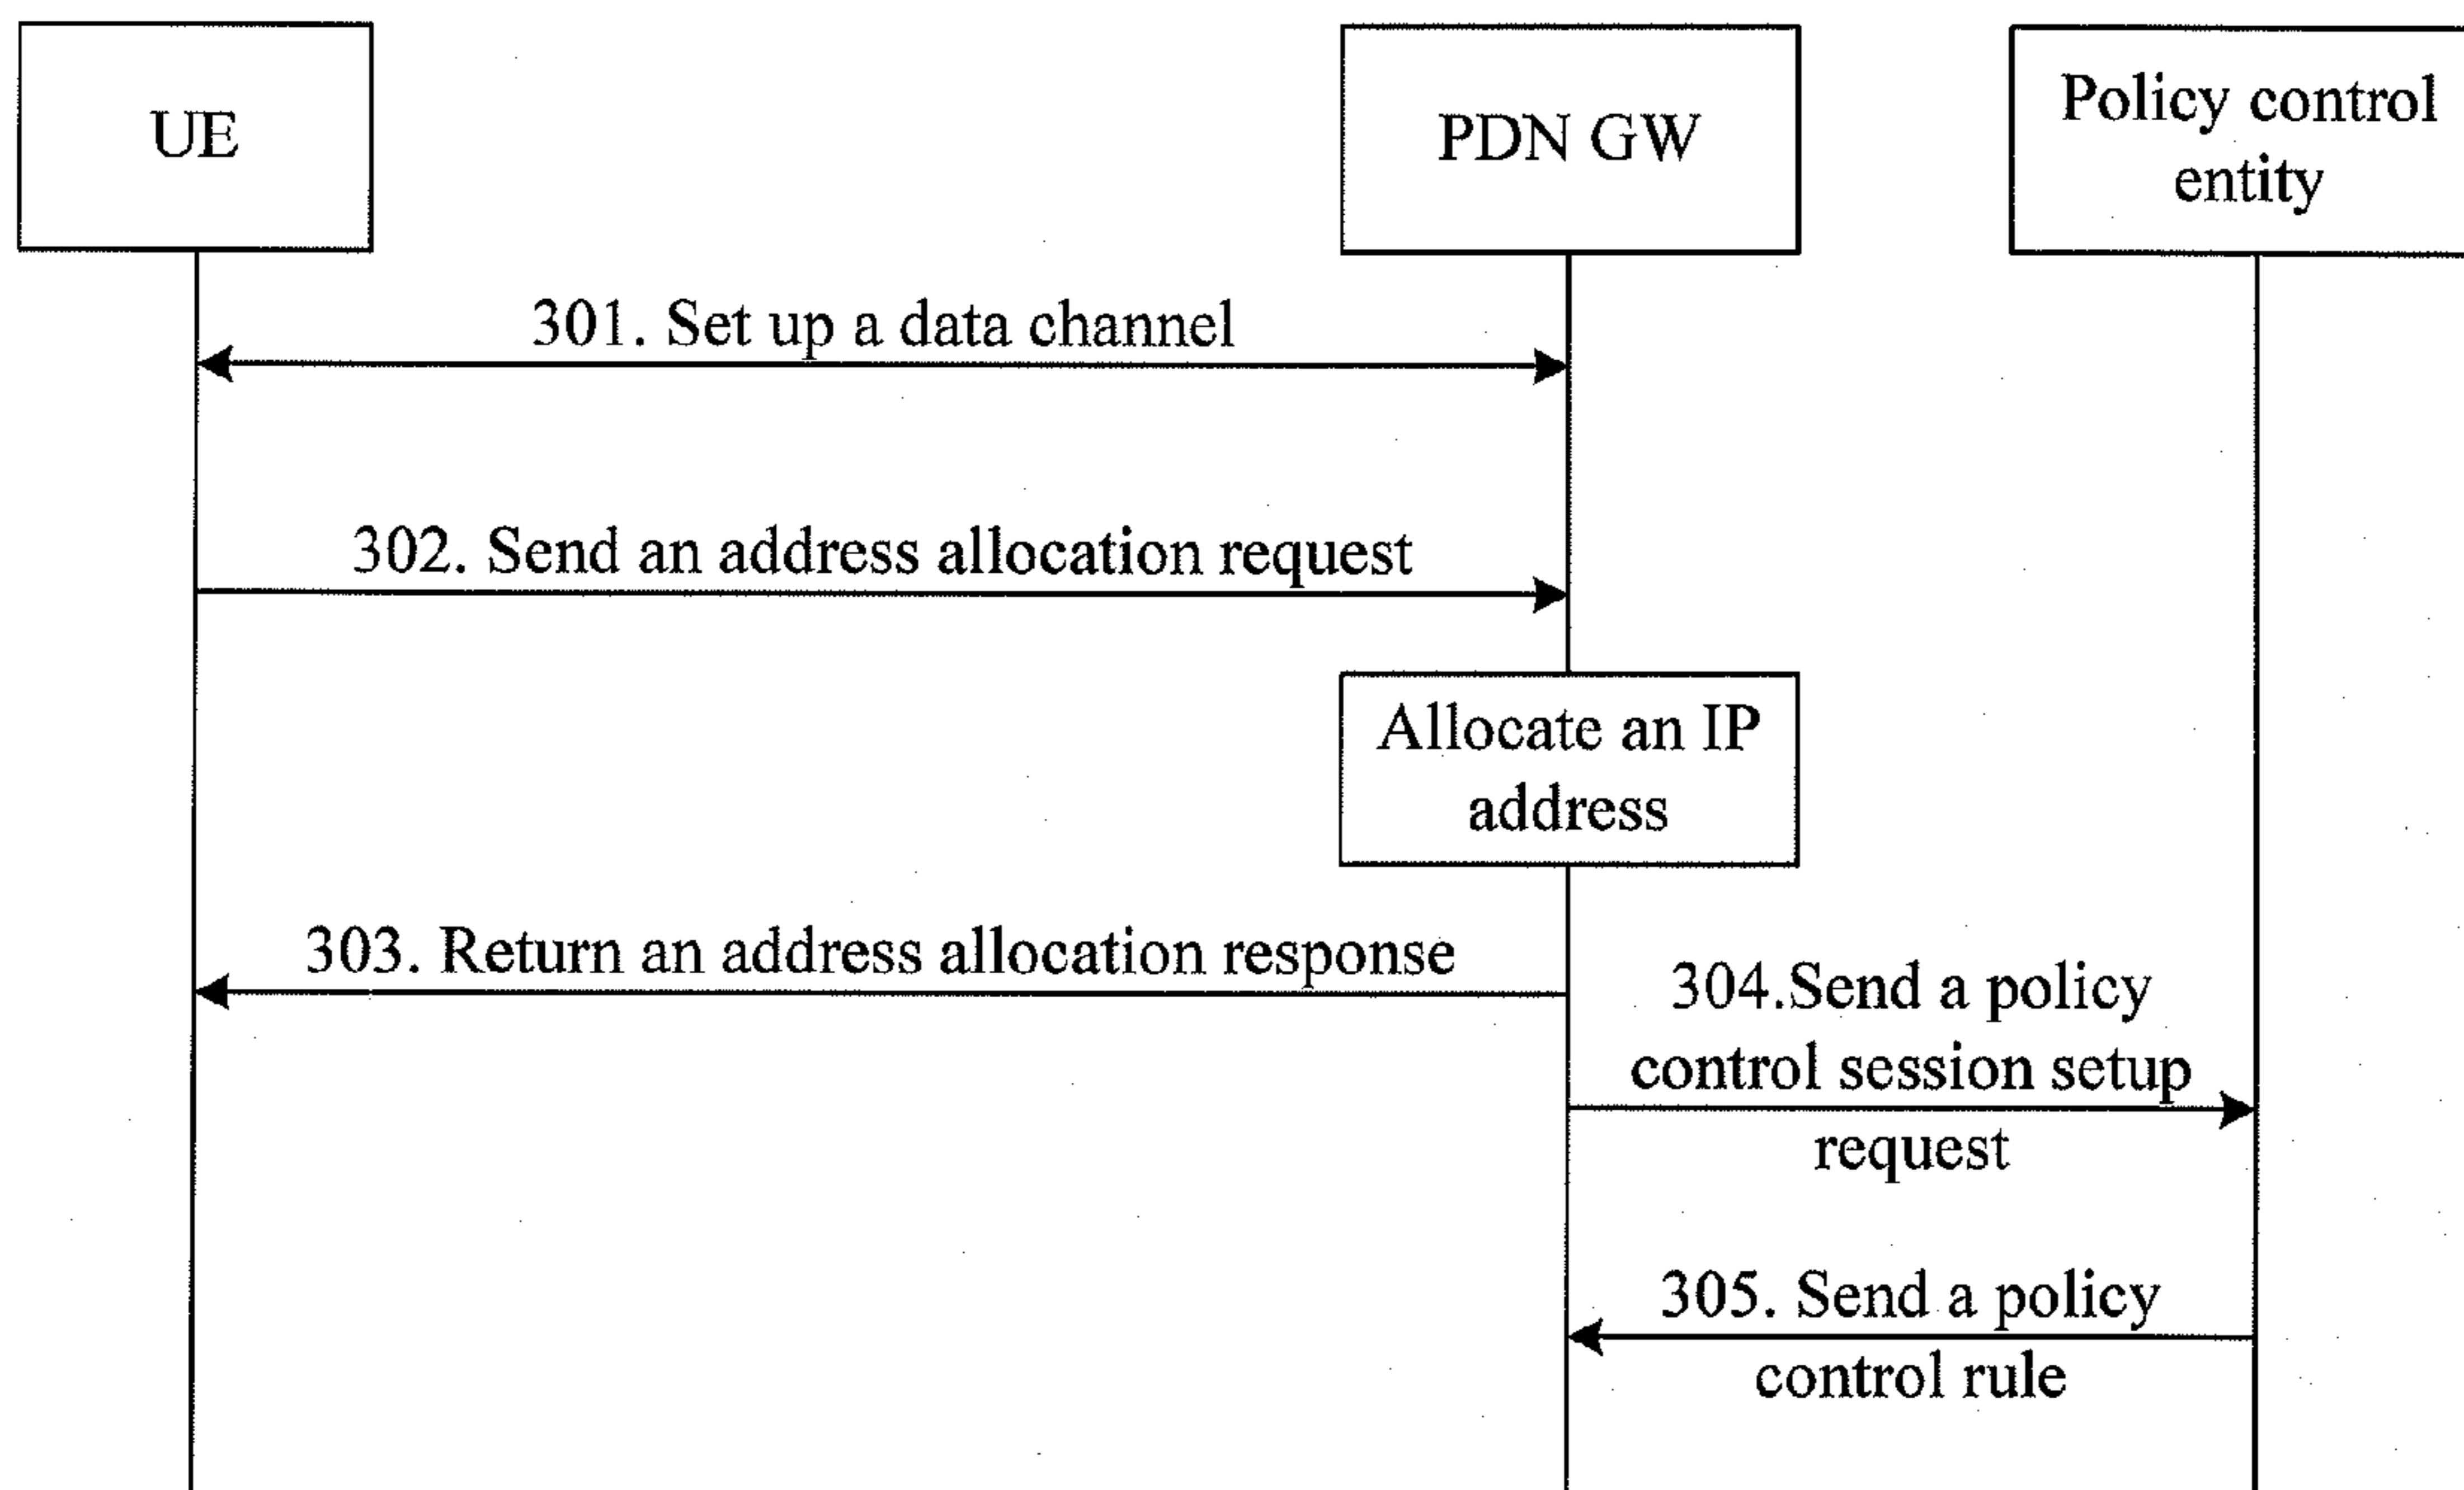 UE
PDN GW
Policy control
entity
301. Set up a data channel
302. Send an address allocation request
Allocate an IP
address
303. Return an address allocation response
304.Send a policy
control session setup
request
305. Send a policy
control rule